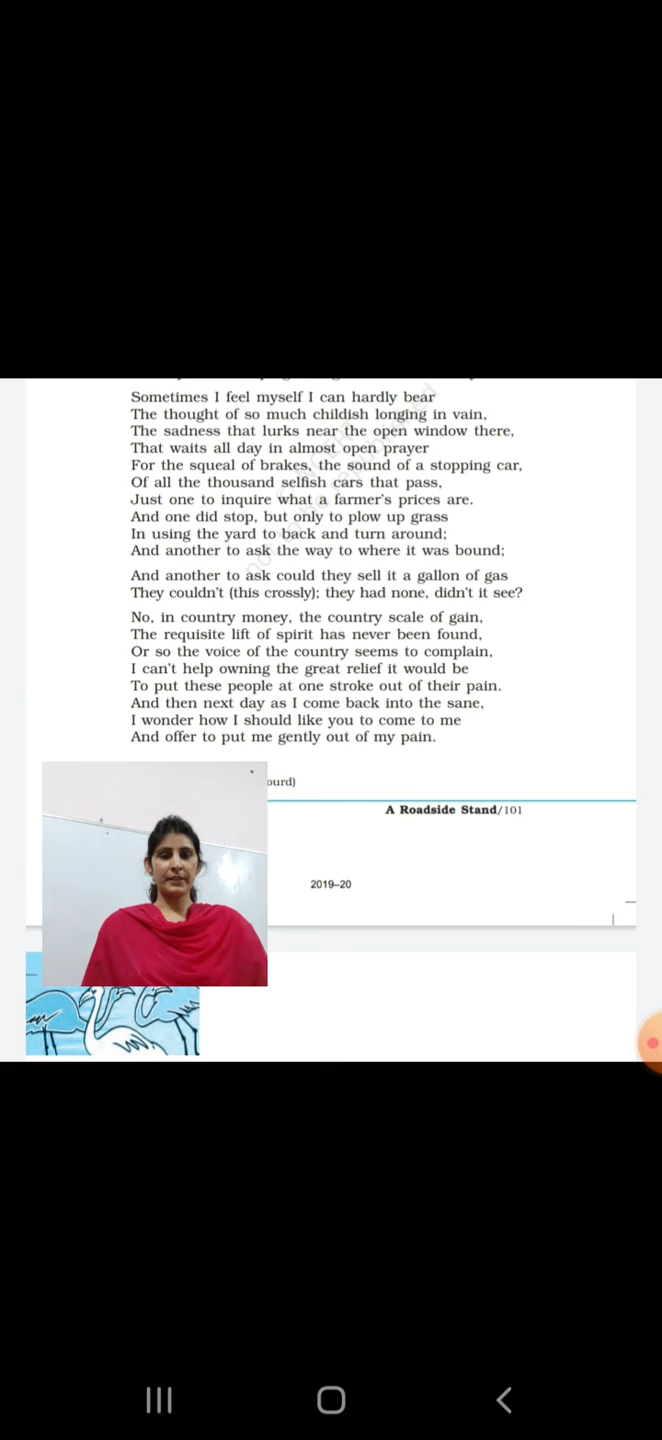 Sometimes I feel myself I can hardly bear
The thought of so much childish longing in vain,
The sadness that lurks near the open window there,
That waits all day in almost open prayer
For the squeal of brakes, the sound of a stopping car,
Of all the thousand selfish cars that pass,
Just one to inquire what a farmer's prices are.
And one did stop, but only to plow up grass
In using the yard to back and turn around;
And another to ask the way to where it was bound;
And another to ask could they sell it a gallon of gas
They couldn't (this crossly); they had none, didn't it see?
No, in country money, the country scale of gain,
The requisite lift of spirit has never been found,
Or so the voice of the country seems to complain,
I can't help owning the great relief it would be
To put these people at one stroke out of their pain.
And then next day as I come back into the sane,
I wonder how I should like you to come to me
And offer to put me gently out of my pain.
ourd)
A Roadside Stand/101
2019–20